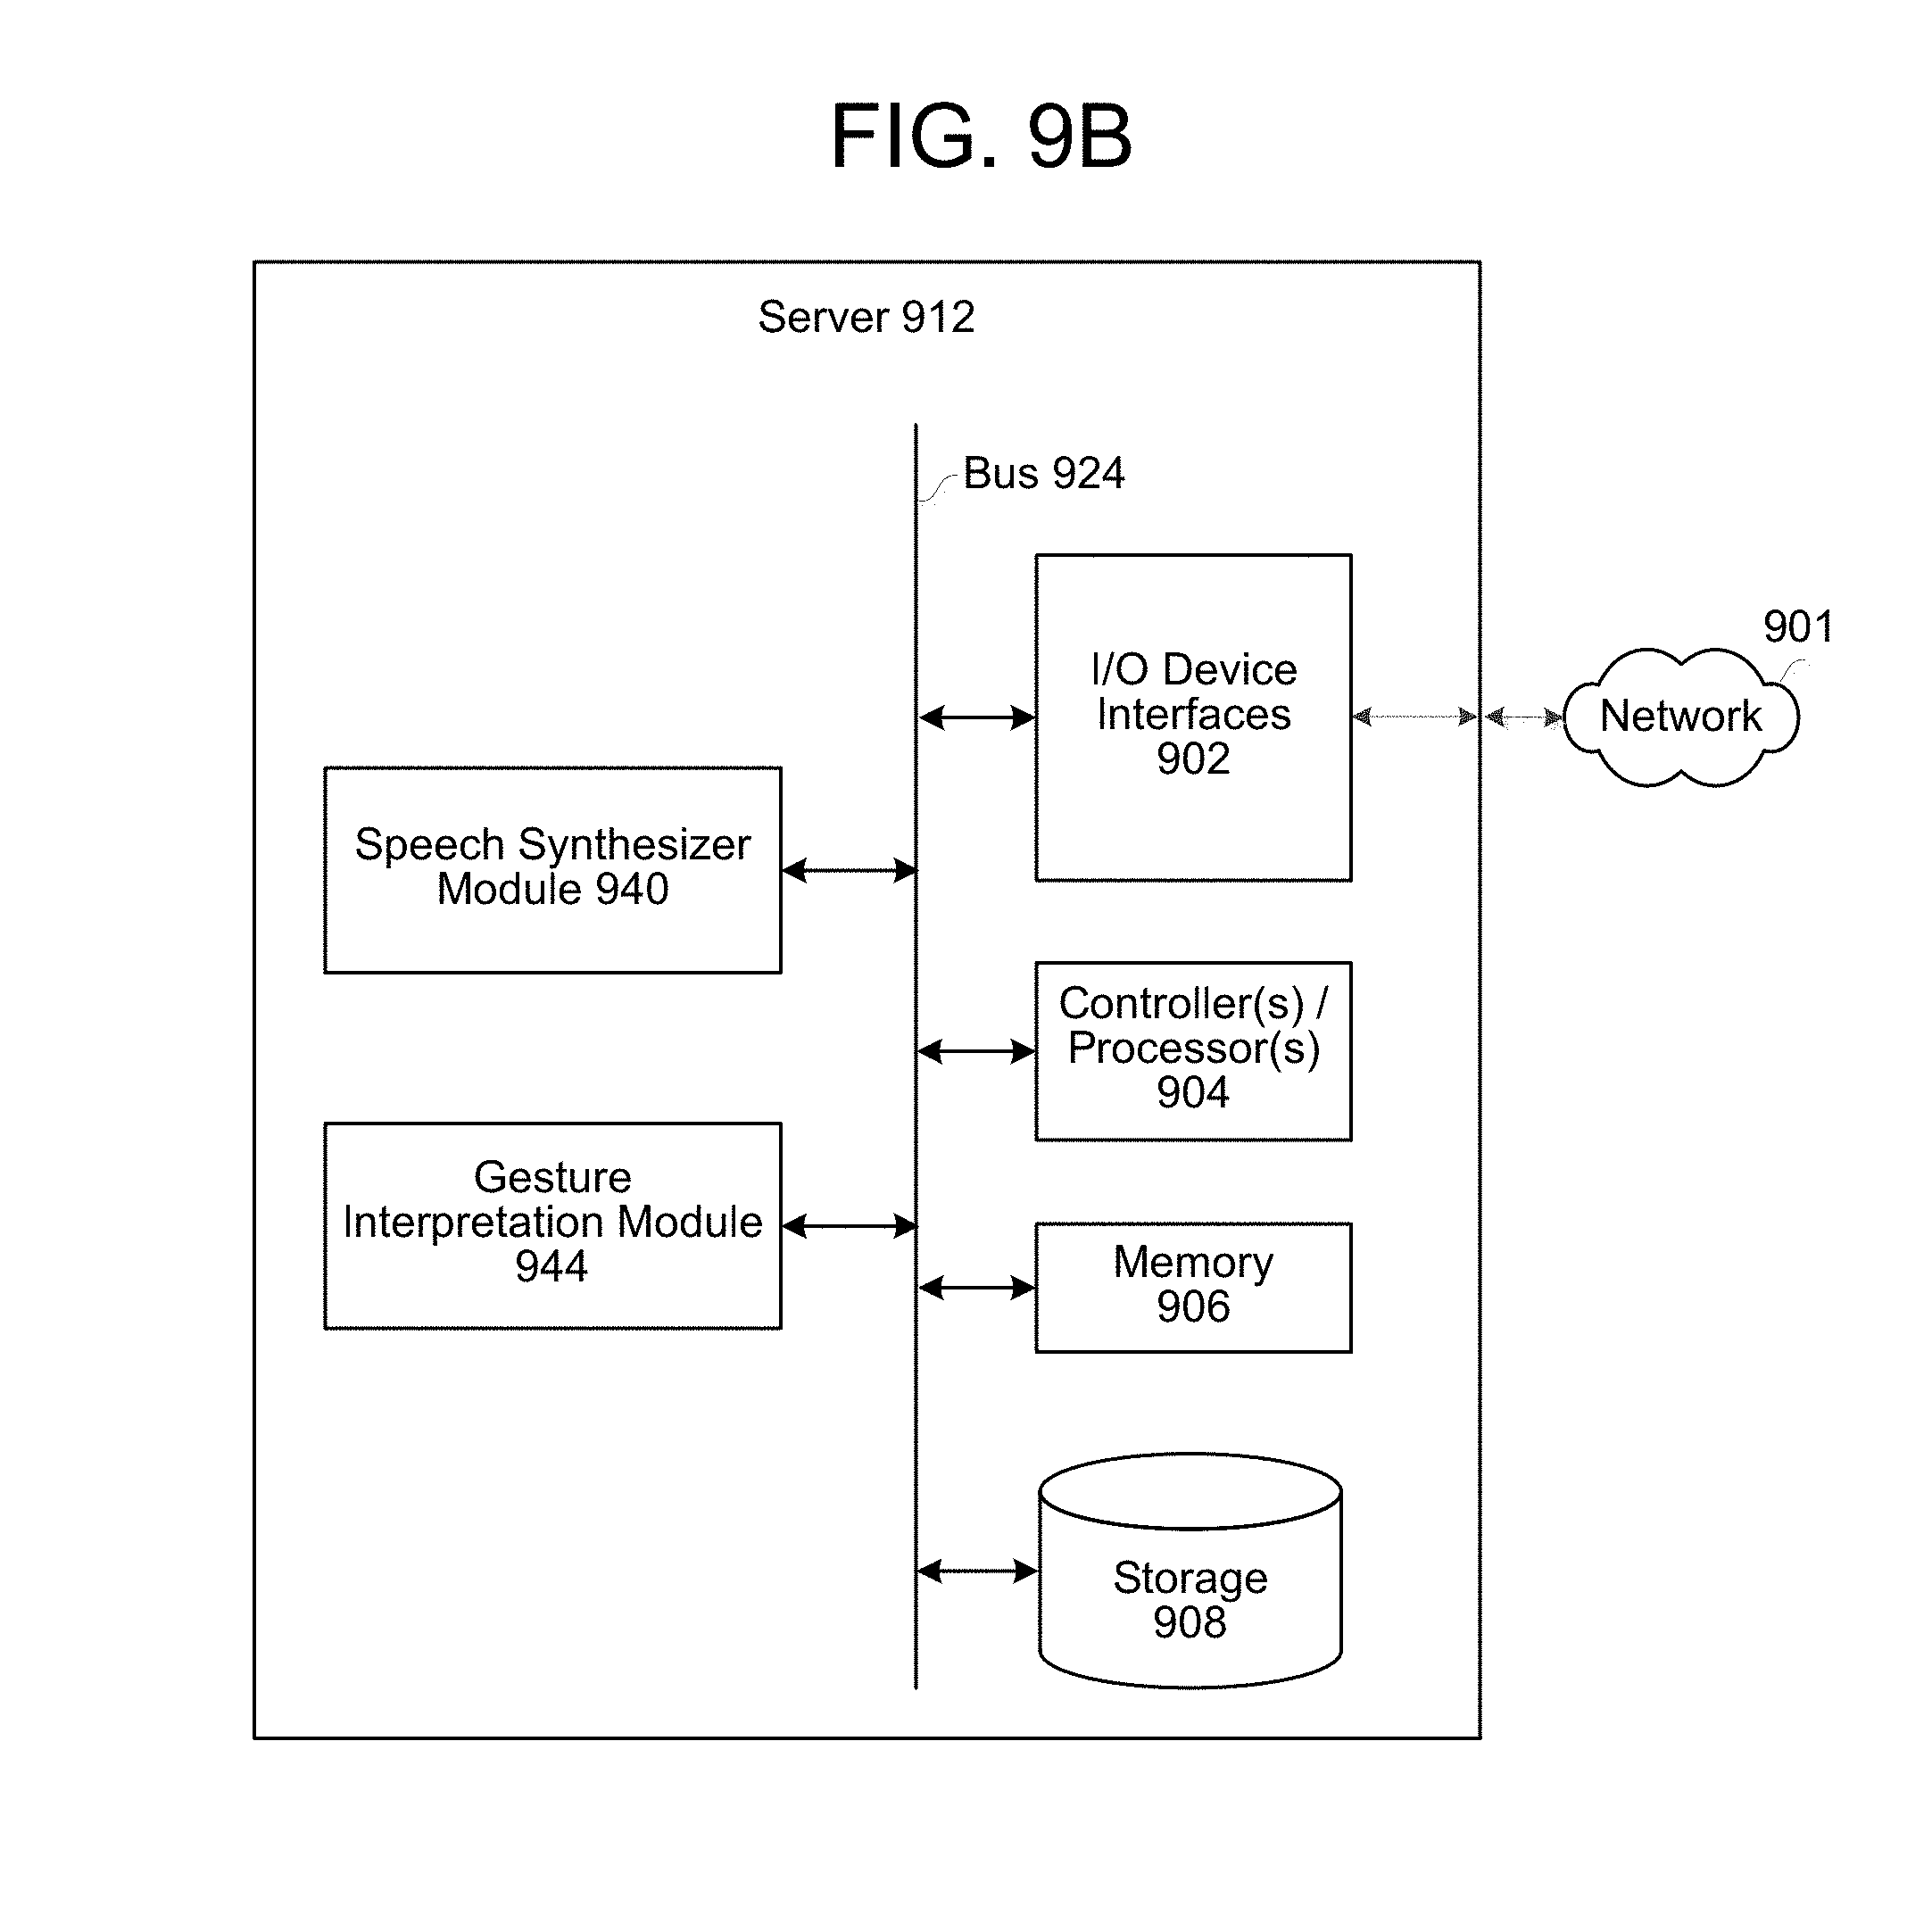 FIG. 9B
Server 912
Bus 924
I/O Device
Interfaces
902
901
Network
Speech Synthesizer
Module 940
Controller(s) /
Processor(s)
904
Gesture
Interpretation Module
944
Memory
906
Storage
908